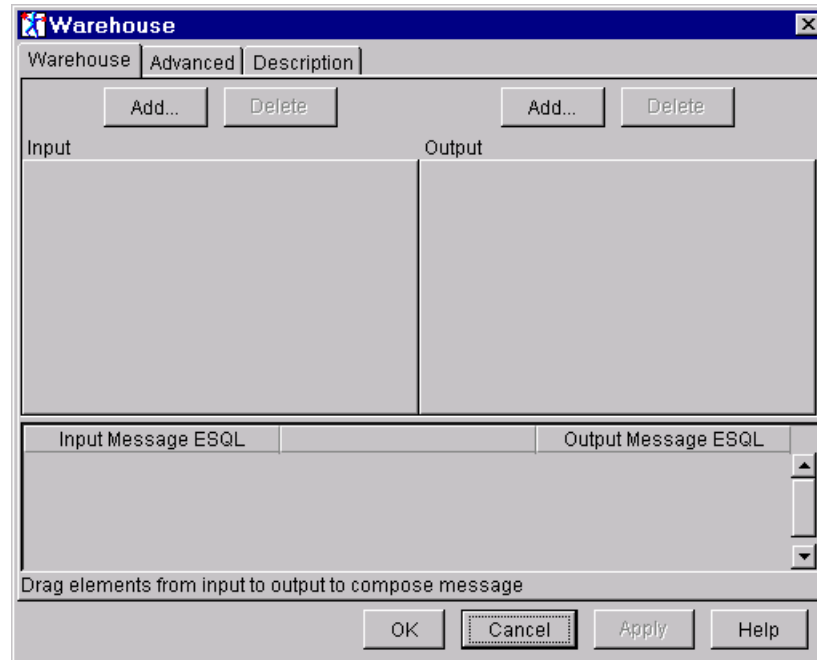 Warehouse
Warehouse Advanced Description
Add... Delete Add... Delete
Input Output
Input Message ESQL Output Message ESQL
Drag elements from input to output to compose message
OK Cancel Apply Help